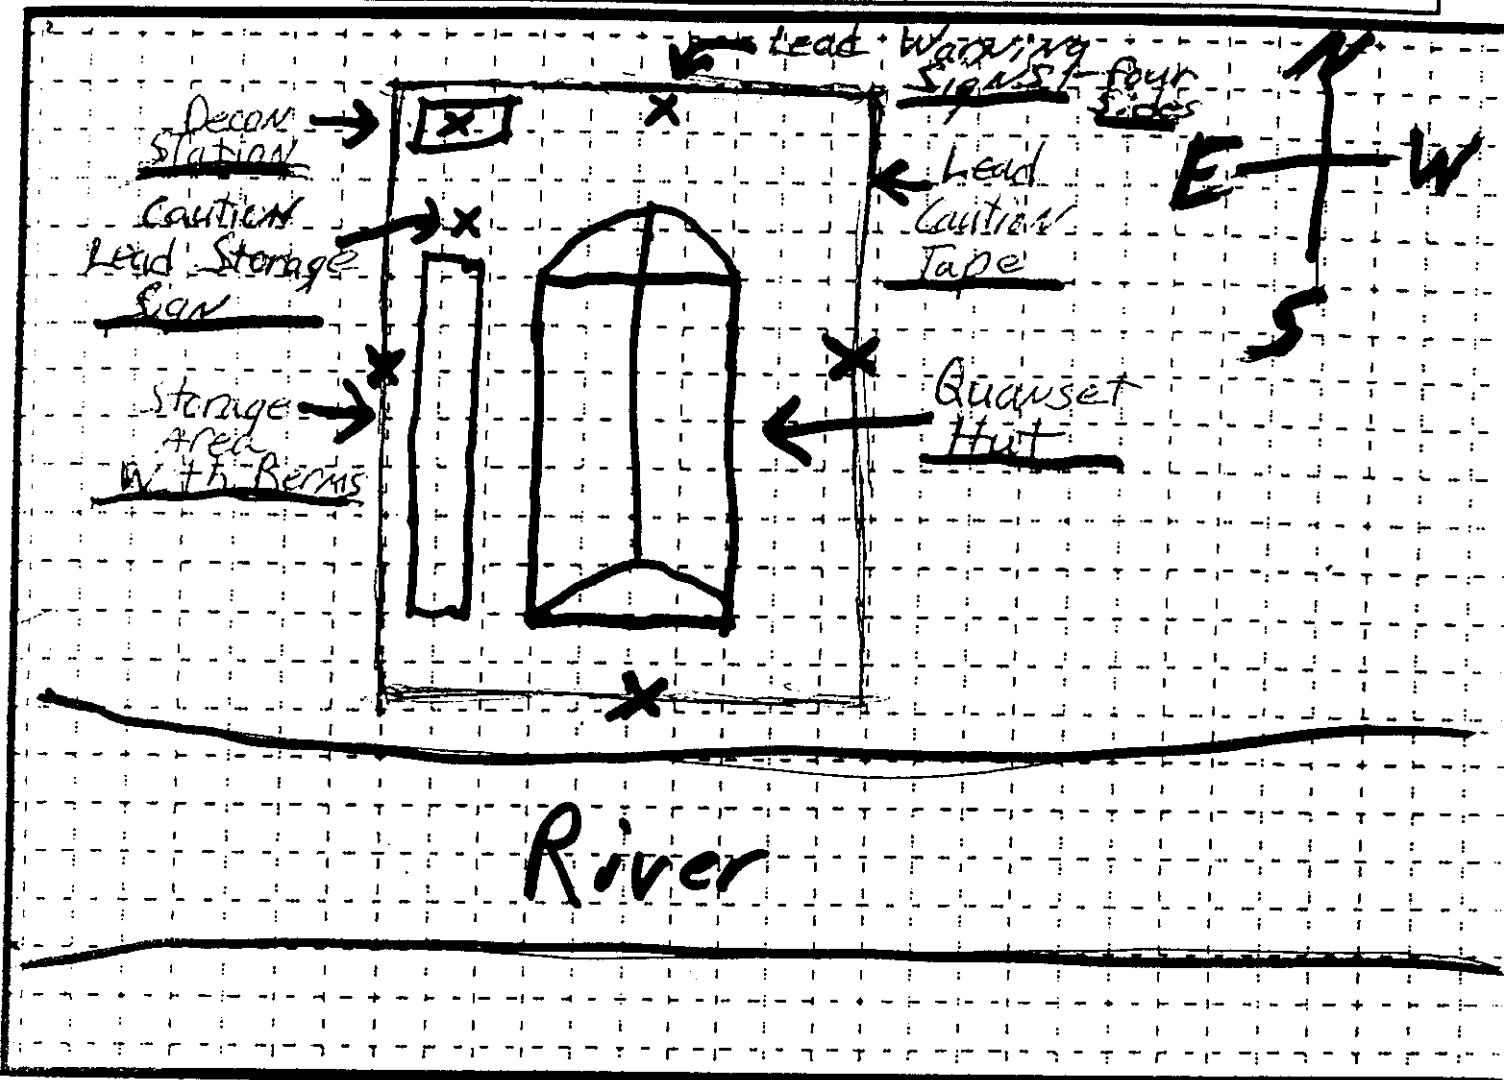 Lead Warning
Signs - four
sides
N
E W
S
Decon
Station
Lead
Caution
Tape
Caution
Lead Storage
Sign
Quanset
Hut
Storage
Area
With Berms
River